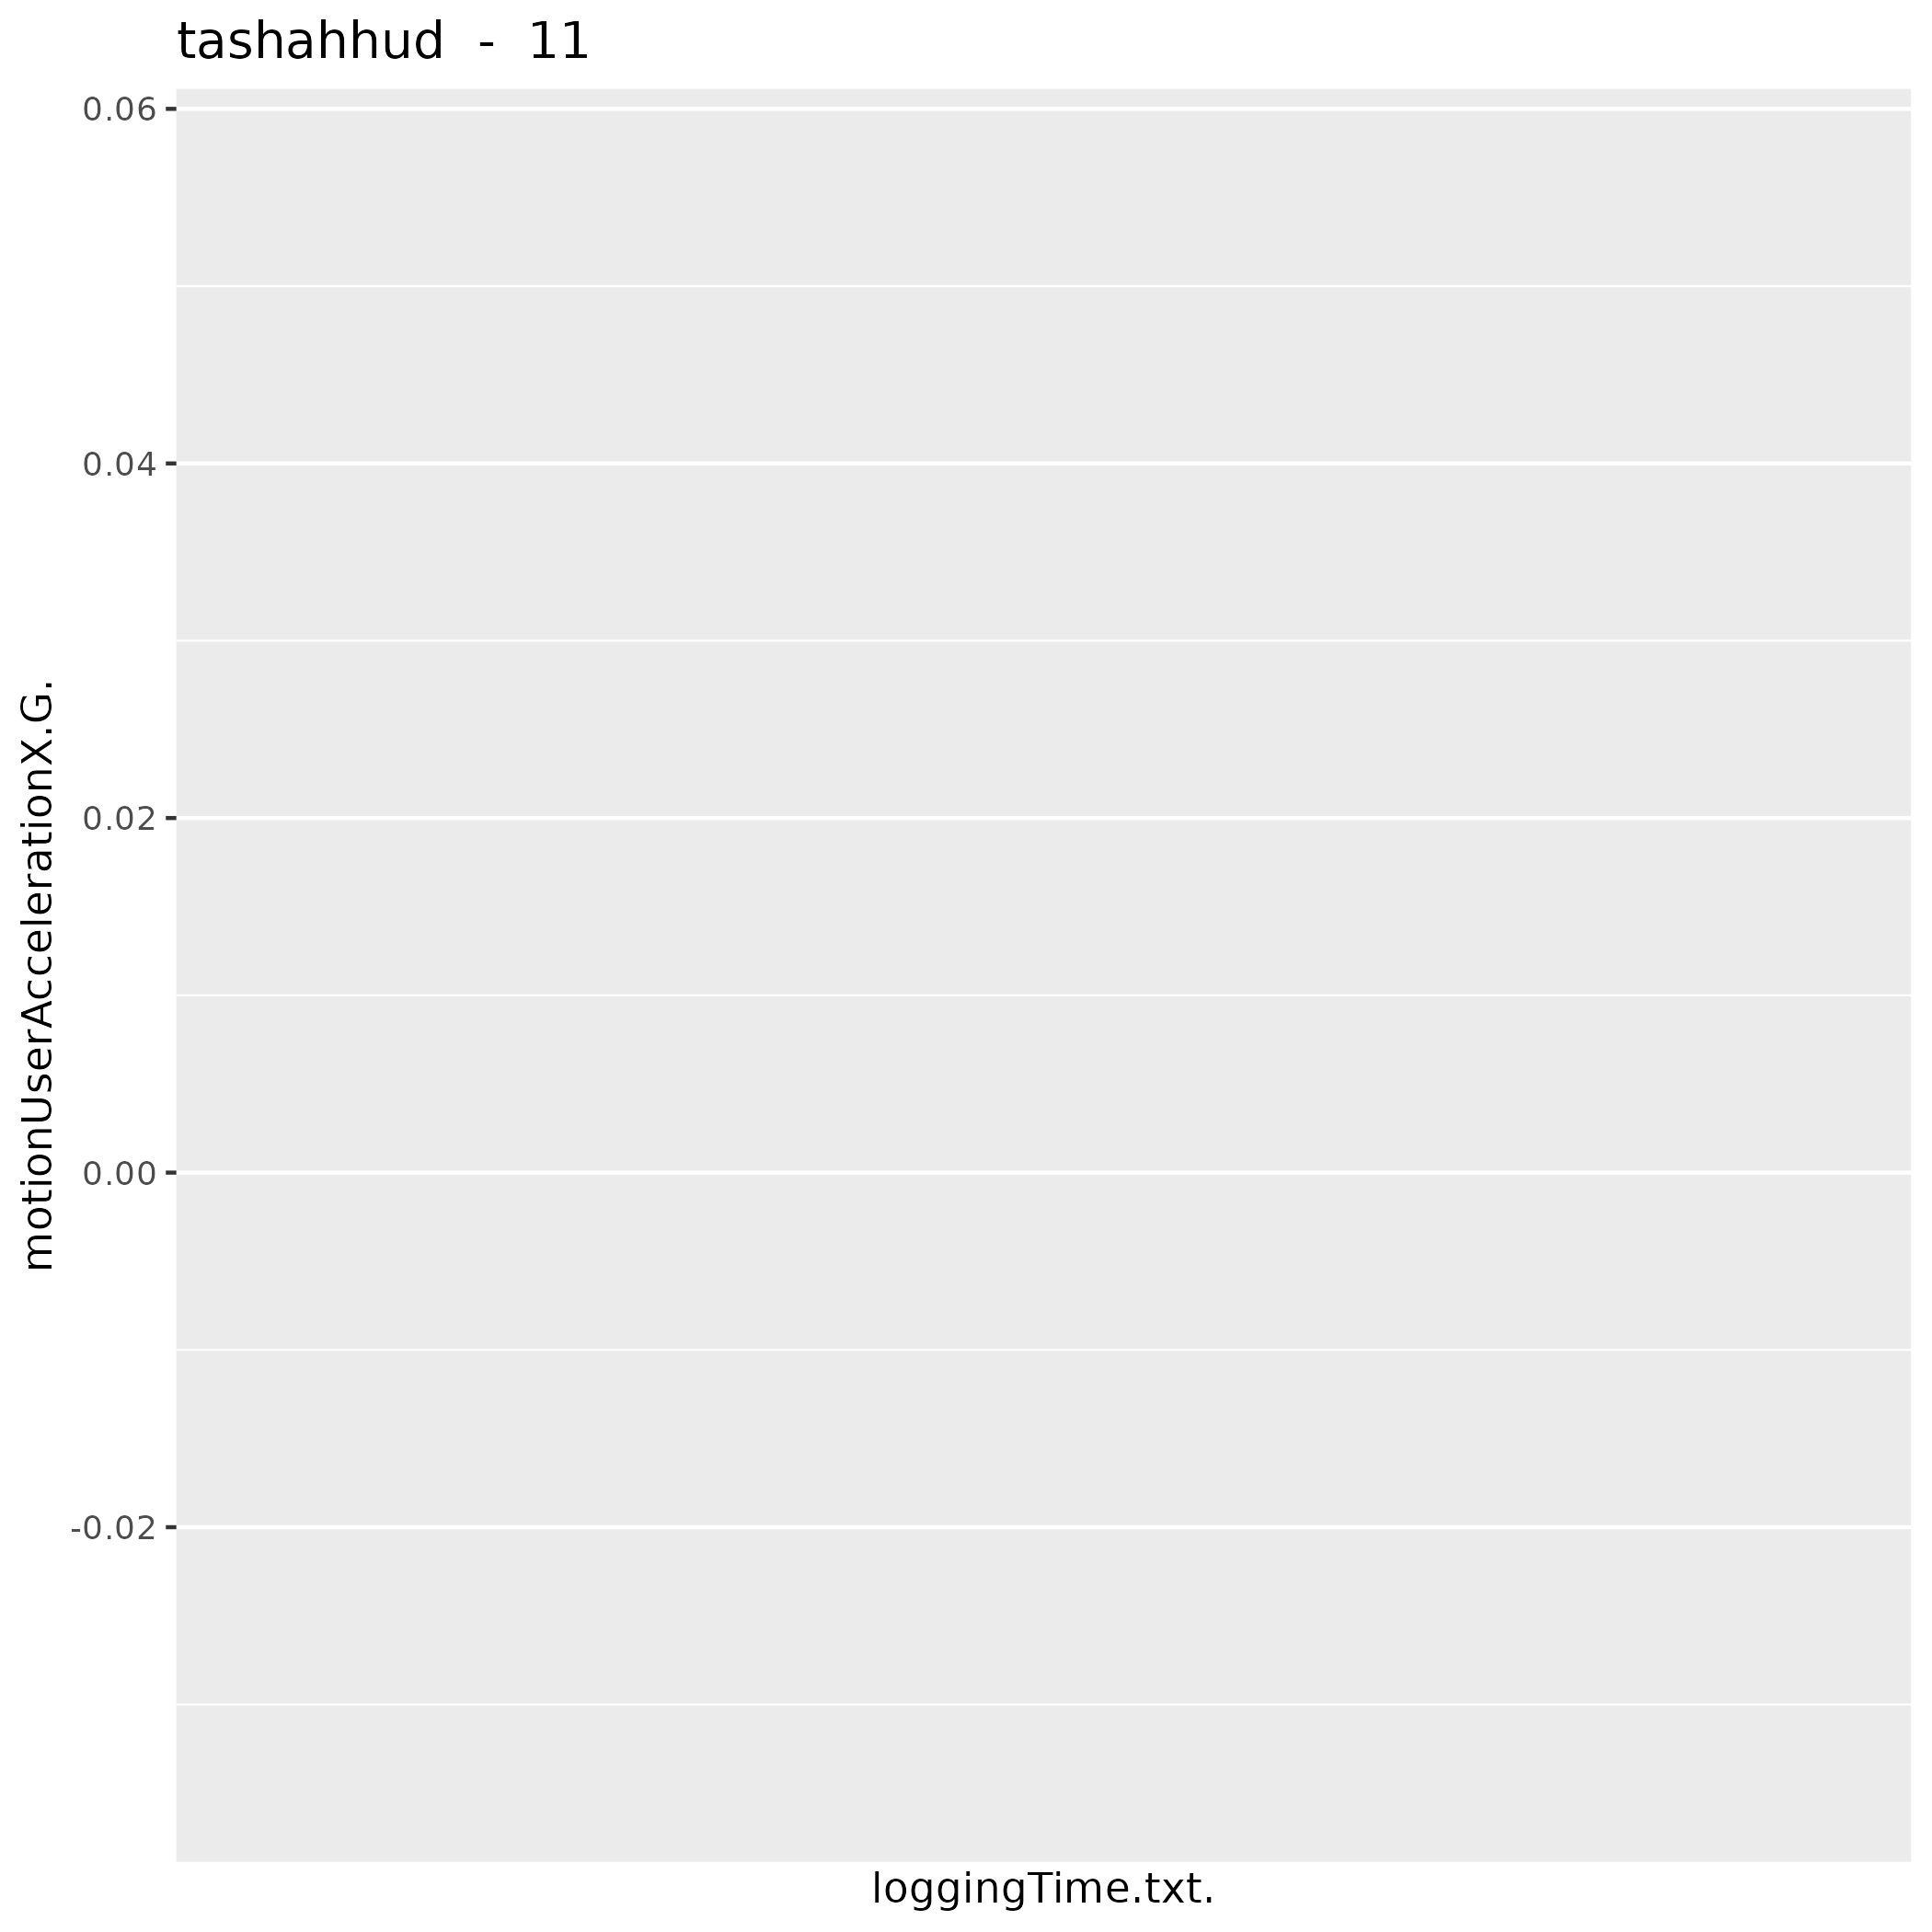 tashahhud - 11
0.06
0.04
0.02
0.00
-0.02
motionUserAccelerationX.G.
loggingTime.txt.